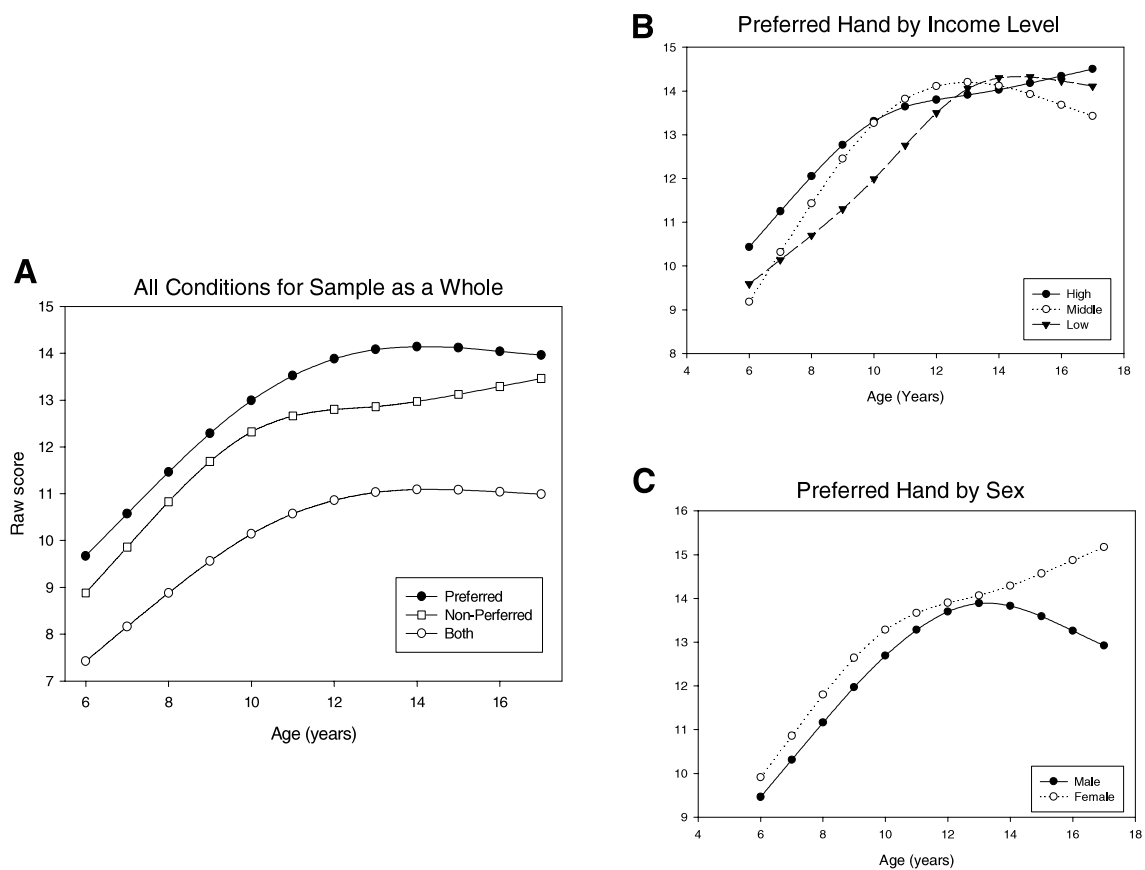 A
All Conditions for Sample as a Whole
15
14
13
12
11
10
9
8
7
Raw score
6 8 10 12 14 16
Age (years)
Preferred
Non-Perferred
Both
B
Preferred Hand by Income Level
15
14
13
12
11
10
9
8
4 6 8 10 12 14 16 18
Age (Years)
High
Middle
Low
C
Preferred Hand by Sex
16
15
14
13
12
11
10
9
4 6 8 10 12 14 16 18
Age (years)
Male
Female